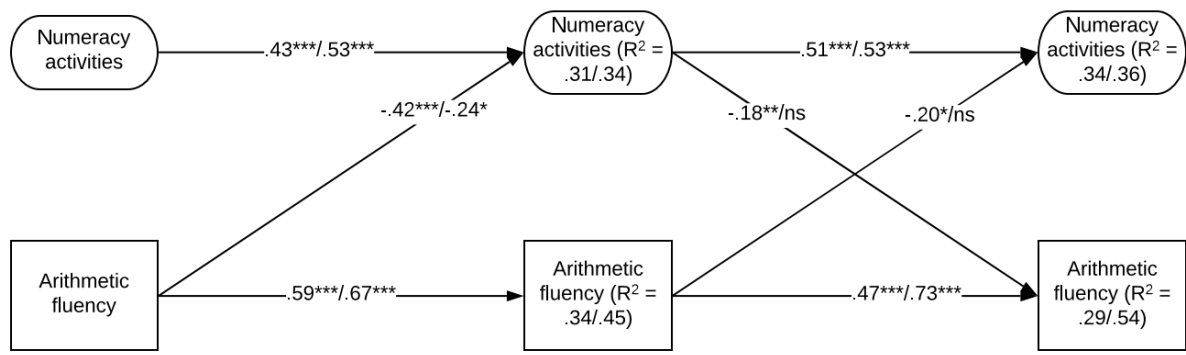 Numeracy
activities
.43***/.53***
Numeracy
activities (R² =
.31/.34)
.51***/.53***
Numeracy
activities (R² =
.34/.36)
-.42***/-.24*
-.18**/ns
-.20*/ns
Arithmetic
fluency
.59***/.67***
Arithmetic
fluency (R² =
.34/.45)
.47***/.73***
Arithmetic
fluency (R² =
.29/.54)